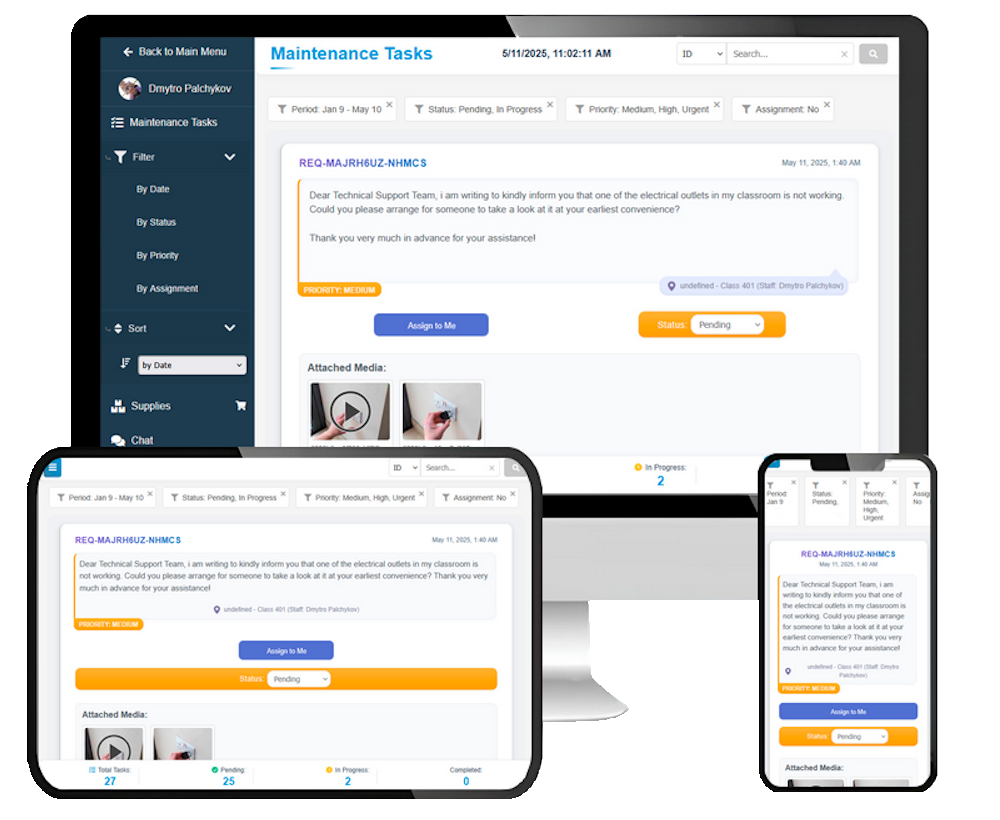 Back to Main Menu
Dmytro Palchykov
Maintenance Tasks
Filter
By Date
By Status
By Priority
By Assignment
Sort
by Date
Supplies
Chat
Maintenance Tasks
5/11/2025, 11:02:11 AM
ID
Search...
Period: Jan 9 - May 10
Status: Pending, In Progress
Priority: Medium, High, Urgent
Assignment: No
REQ-MAJRH6UZ-NHMCS
May 11, 2025, 1:40 AM
Dear Technical Support Team, i am writing to kindly inform you that one of the electrical outlets in my classroom is not working.
Could you please arrange for someone to take a look at it at your earliest convenience?
Thank you very much in advance for your assistance!
PRIORITY: MEDIUM
undefined - Class 401 (Staff: Dmytro Palchykov)
Assign to Me
Status: Pending
Attached Media:
In Progress:
2
ID
Search...
Period: Jan 9 - May 10
Status: Pending, In Progress
Priority: Medium, High, Urgent
Assignment: No
REQ-MAJRH6UZ-NHMCS
May 11, 2025, 1:40 AM
Dear Technical Support Team, i am writing to kindly inform you that one of the electrical outlets in my classroom is
not working. Could you please arrange for someone to take a look at it at your earliest convenience? Thank you very
much in advance for your assistance!
undefined - Class 401 (Staff: Dmytro Palchykov)
PRIORITY: MEDIUM
Assign to Me
Status: Pending
Attached Media:
Total Tasks:
27
Pending:
25
In Progress:
2
Completed:
0
Period:
Jan 9
Status:
Pending,
Priority:
Medium,
High,
Urgent
Assig
No
REQ-MAJRH6UZ-NHMCS
May 11, 2025, 1:40 AM
Dear Technical Support Team, i am
writing to kindly inform you that one of
the electrical outlets in my classroom is
not working. Could you please arrange
for someone to take a look at it at your
earliest convenience? Thank you very
much in advance for your assistance!
undefined - Class 401 (Staff: Dmytro
Palchykov)
PRIORITY: MEDIUM
Assign to Me
Status: Pending
Attached Media: